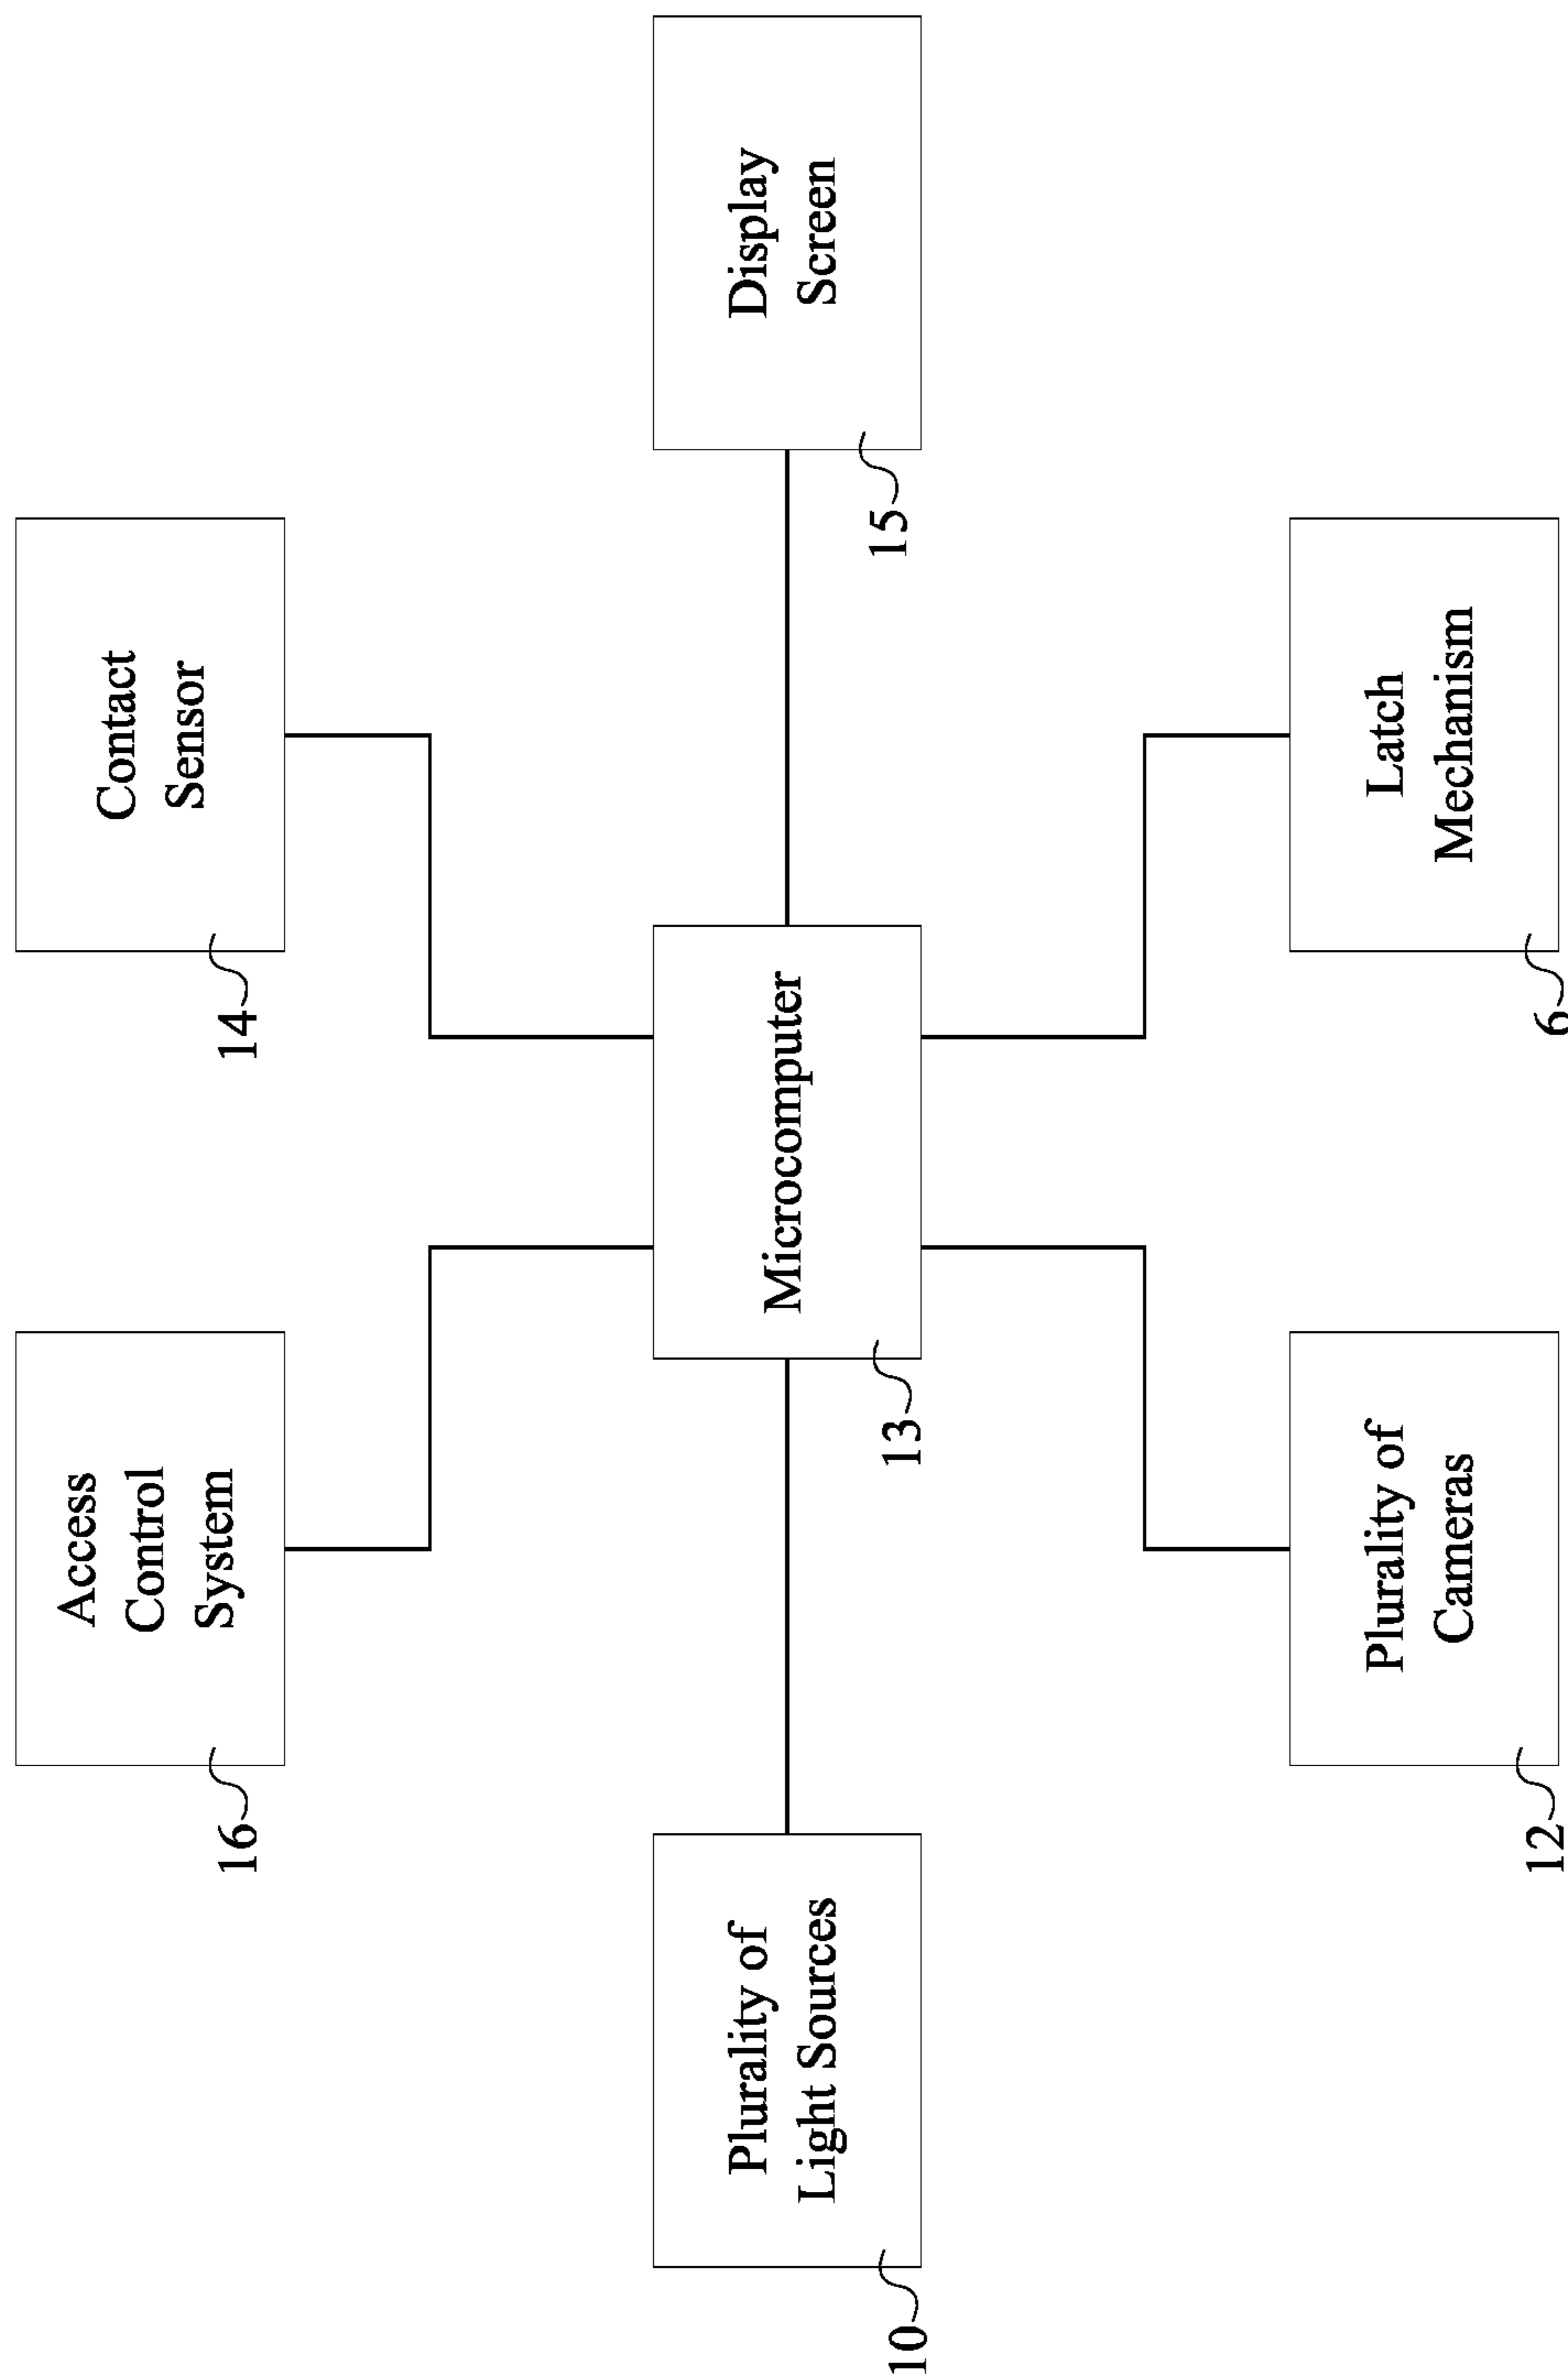 Access
Control
System
16
Contact
Sensor
14
Plurality of
Light Sources
10
Microcomputer
13
Display
Screen
15
Plurality of
Cameras
12
Latch
Mechanism
6